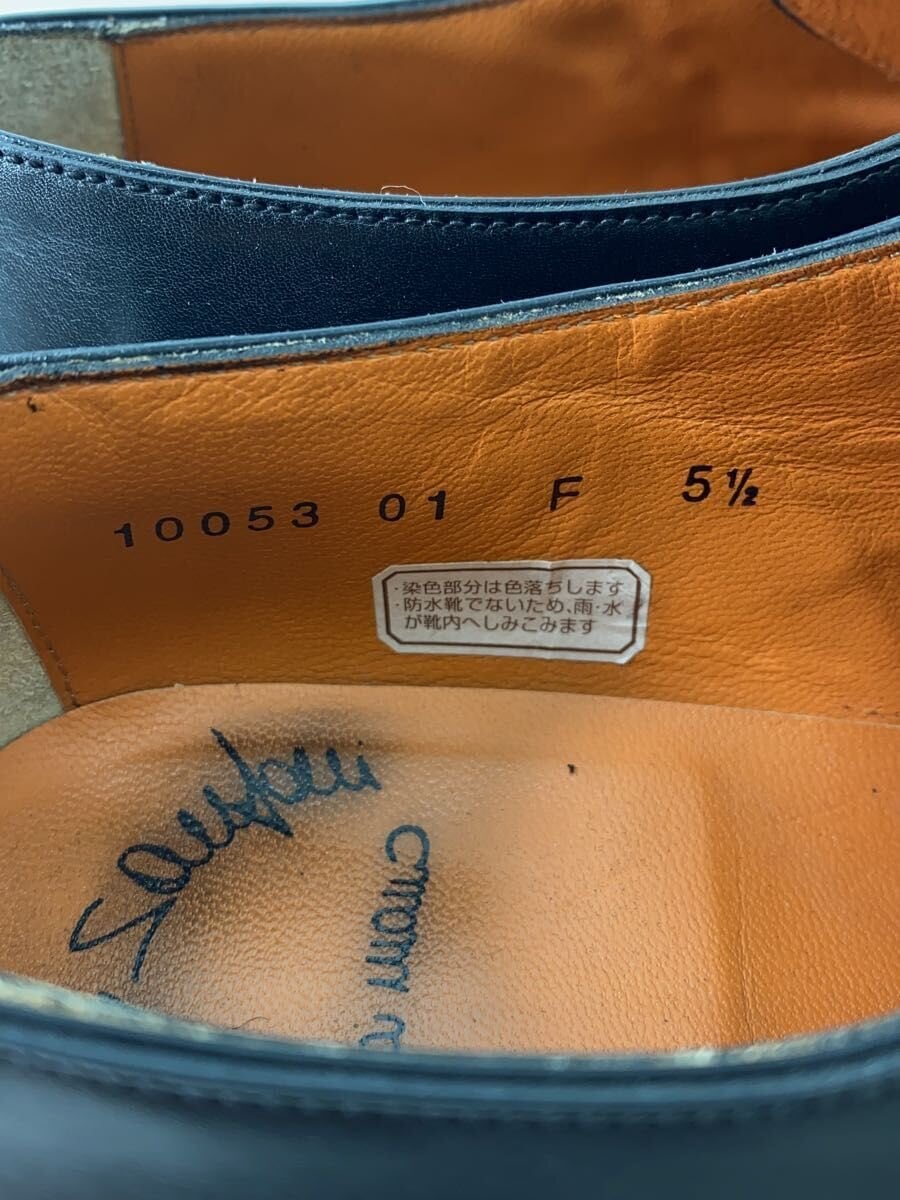 10053 01 F 5½
・染色部分は色落ちします
・防水靴でないため、雨・水
が靴内へしみこみます
Santoni